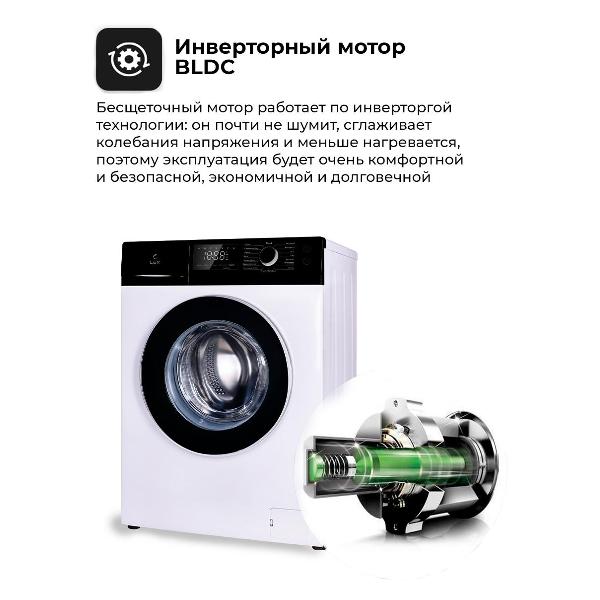 Инверторный мотор
BLDC
Бесщеточный мотор работает по инверторгой
технологии: он почти не шумит, сглаживает
колебания напряжения и меньше нагревается,
поэтому эксплуатация будет очень комфортной
и безопасной, экономичной и долговечной
LEX